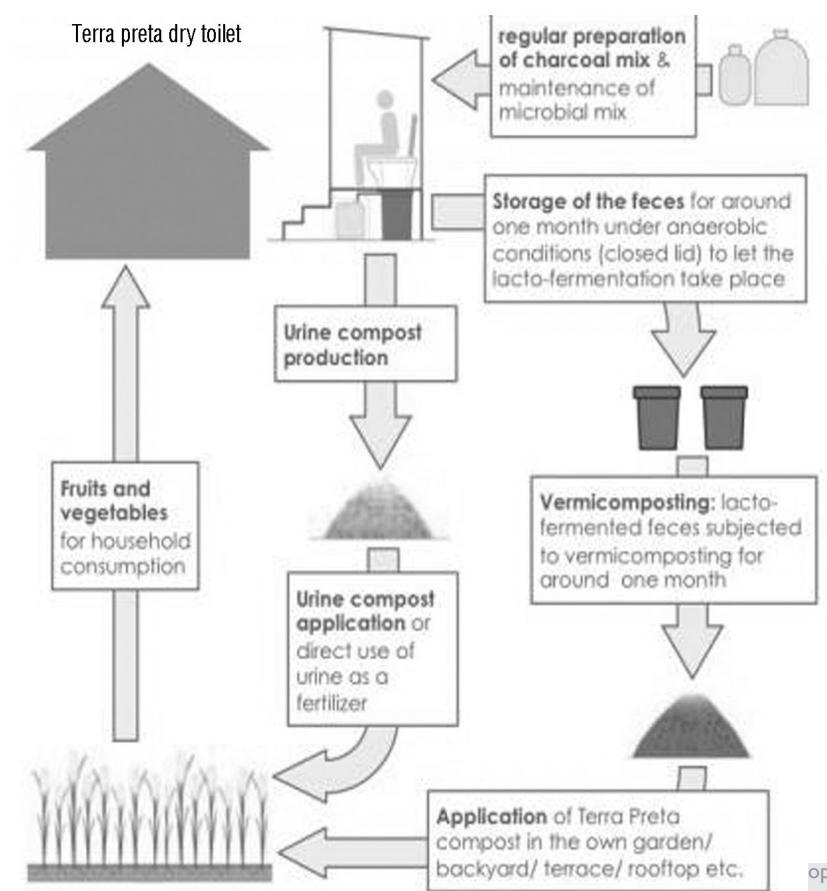 Terra preta dry toilet
regular preparation
of charcoal mix &
maintenance of
microbial mix
Storage of the feces for around
one month under anaerobic
conditions (closed lid) to let the
lacto-fermentation take place
Urine compost
production
Fruits and
vegetables
for household
consumption
Vermicomposting: lacto-
fermented feces subjected
to vermicomposting for
around one month
Urine compost
application or
direct use of
urine as a
fertilizer
Application of Terra Preta
compost in the own garden/
backyard/ terrace/ rooftop etc.
op